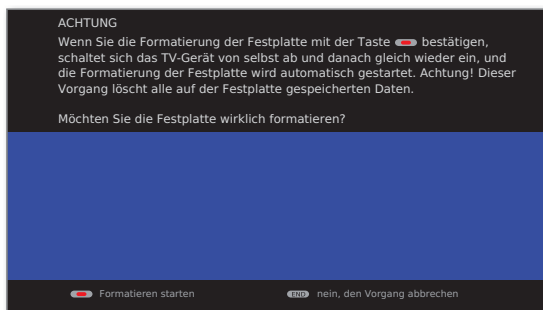 ACHTUNG
Wenn Sie die Formatierung der Festplatte mit der Taste bestätigen,
schaltet sich das TV-Gerät von selbst ab und danach gleich wieder ein, und
die Formatierung der Festplatte wird automatisch gestartet. Achtung! Dieser
Vorgang löscht alle auf der Festplatte gespeicherten Daten.
Möchten Sie die Festplatte wirklich formatieren?
Formatieren starten
END nein, den Vorgang abbrechen